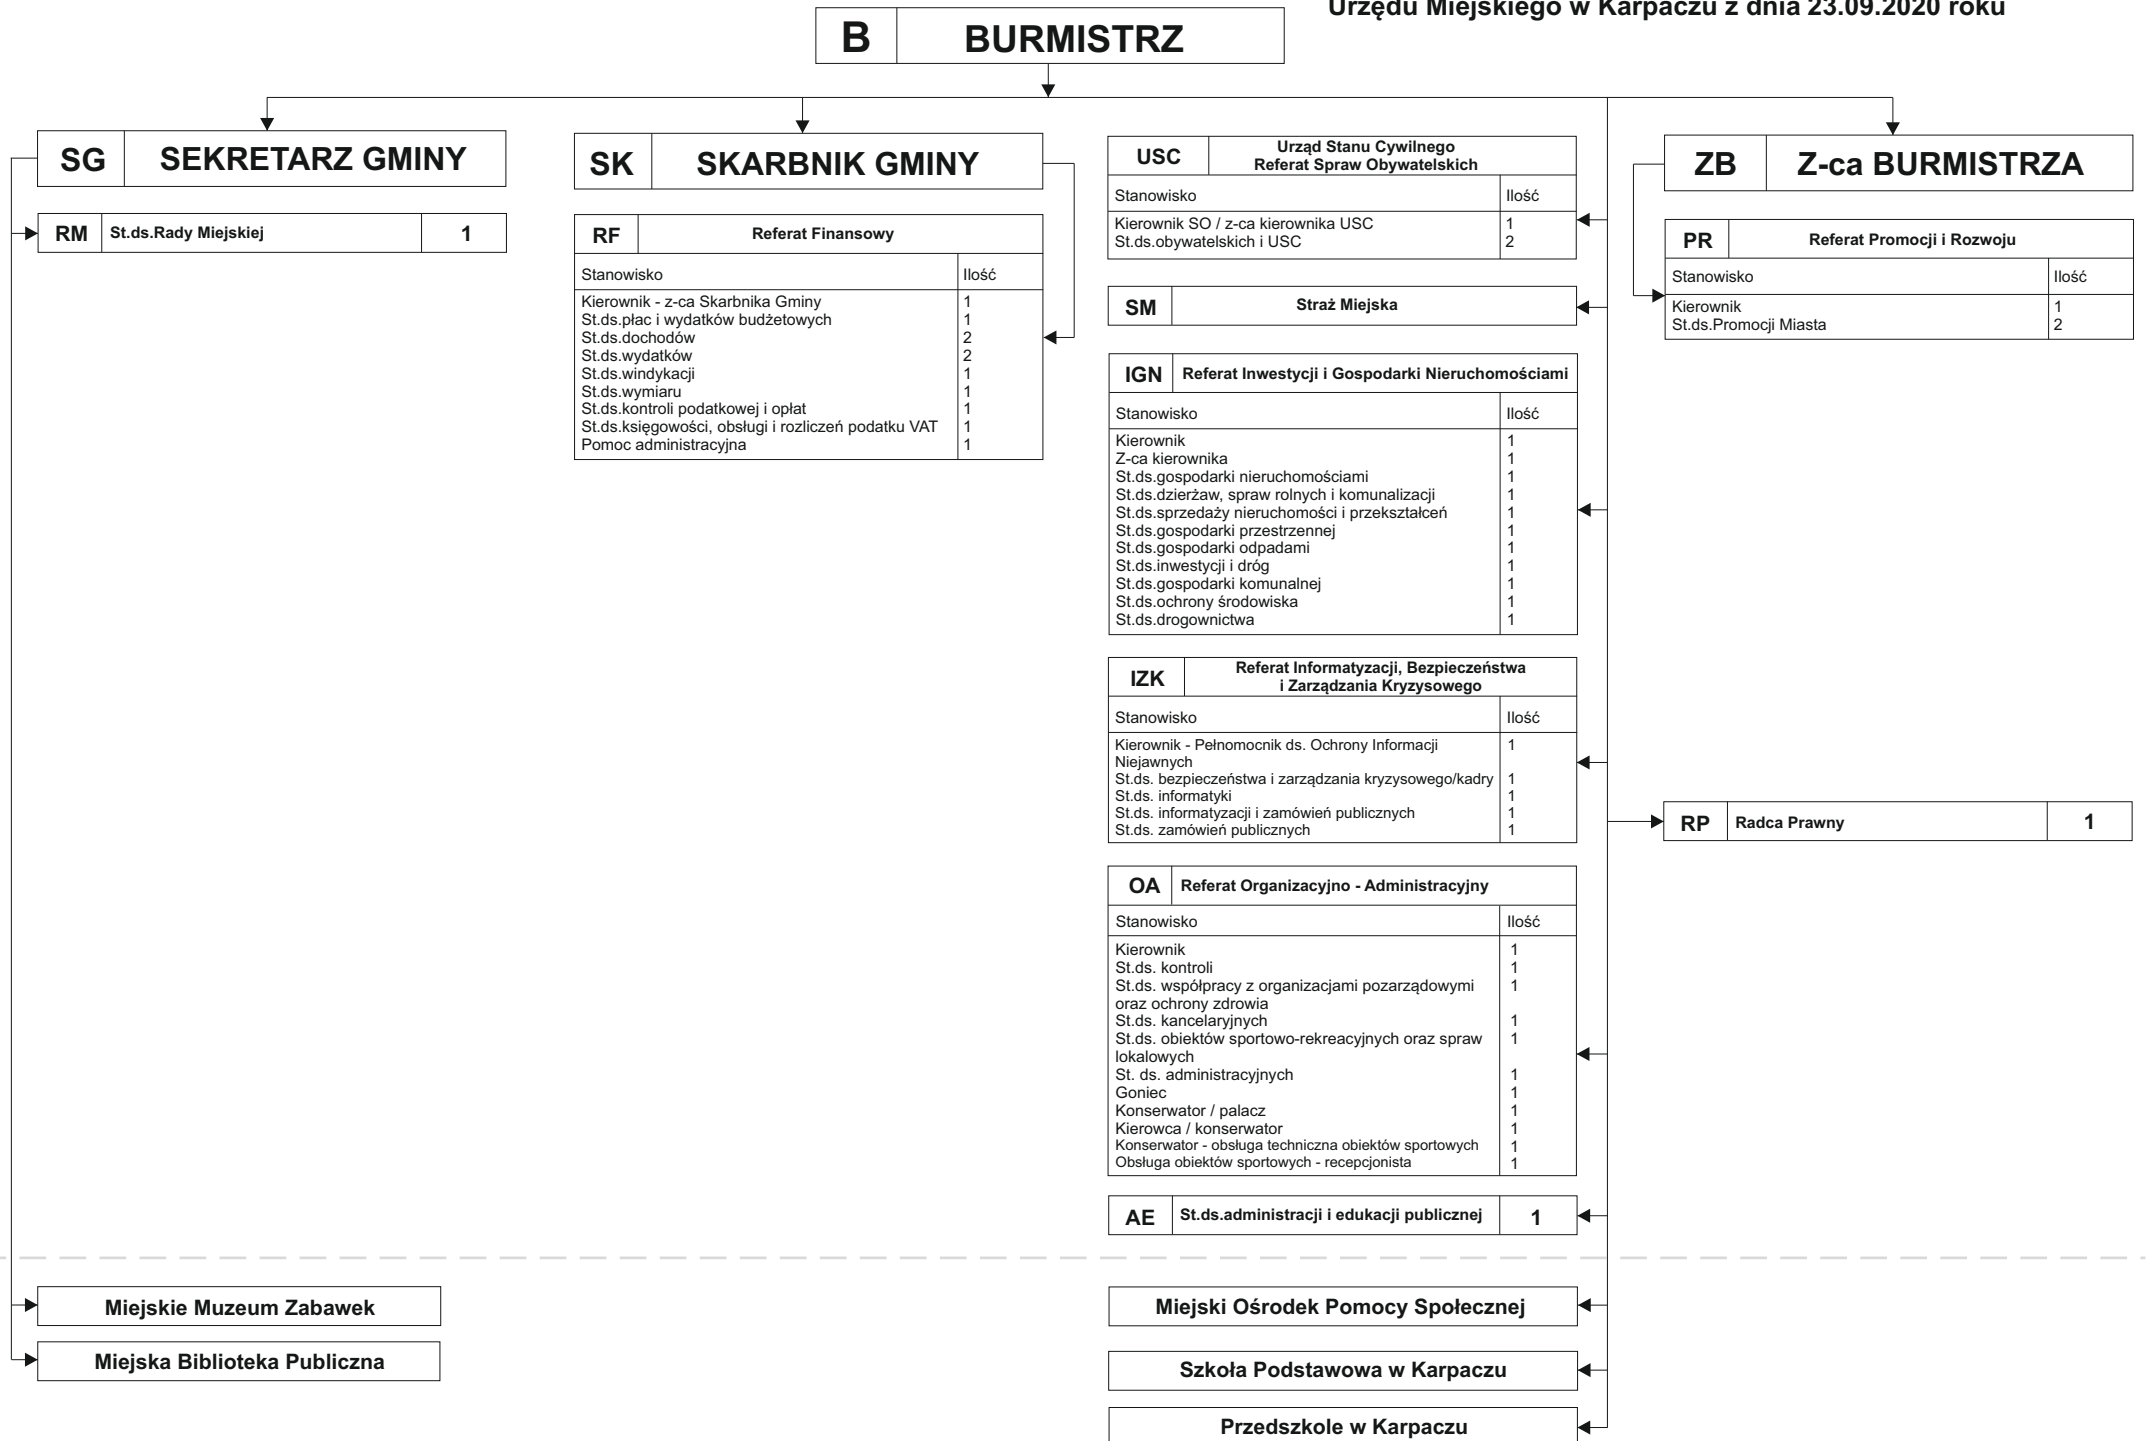 Urzędu Miejskiego w Karpaczu z dnia 23.09.2020 roku
B BURMISTRZ
SG SEKRETARZ GMINY
RM St.ds.Rady Miejskiej 1
SK SKARBNIK GMINY
RF Referat Finansowy
Stanowisko Ilość
Kierownik - z-ca Skarbnika Gminy 1
St.ds.płac i wydatków budżetowych 1
St.ds.dochodów 2
St.ds.wydatków 2
St.ds.windykacji 1
St.ds.wymiaru 1
St.ds.kontroli podatkowej i opłat 1
St.ds.księgowości, obsługi i rozliczeń podatku VAT 1
Pomoc administracyjna 1
USC Urząd Stanu Cywilnego
Referat Spraw Obywatelskich
Stanowisko Ilość
Kierownik SO / z-ca kierownika USC 1
St.ds.obywatelskich i USC 2
SM Straż Miejska
IGN Referat Inwestycji i Gospodarki Nieruchomościami
Stanowisko Ilość
Kierownik 1
Z-ca kierownika 1
St.ds.gospodarki nieruchomościami 1
St.ds.dzierżaw, spraw rolnych i komunalizacji 1
St.ds.sprzedaży nieruchomości i przekształceń 1
St.ds.gospodarki przestrzennej 1
St.ds.gospodarki odpadami 1
St.ds.inwestycji i dróg 1
St.ds.gospodarki komunalnej 1
St.ds.ochrony środowiska 1
St.ds.drogownictwa 1
IZK Referat Informatyzacji, Bezpieczeństwa
i Zarządzania Kryzysowego
Stanowisko Ilość
Kierownik - Pełnomocnik ds. Ochrony Informacji 1
Niejawnych
St.ds. bezpieczeństwa i zarządzania kryzysowego/kadry 1
St.ds. informatyki 1
St.ds. informatyzacji i zamówień publicznych 1
St.ds. zamówień publicznych 1
OA Referat Organizacyjno - Administracyjny
Stanowisko Ilość
Kierownik 1
St.ds. kontroli 1
St.ds. współpracy z organizacjami pozarządowymi 1
oraz ochrony zdrowia
St.ds. kancelaryjnych 1
St.ds. obiektów sportowo-rekreacyjnych oraz spraw 1
lokalowych
St. ds. administracyjnych 1
Goniec 1
Konserwator / palacz 1
Kierowca / konserwator 1
Konserwator - obsługa techniczna obiektów sportowych 1
Obsługa obiektów sportowych - recepcjonista 1
AE St.ds.administracji i edukacji publicznej 1
ZB Z-ca BURMISTRZA
PR Referat Promocji i Rozwoju
Stanowisko Ilość
Kierownik 1
St.ds.Promocji Miasta 2
RP Radca Prawny 1
Miejskie Muzeum Zabawek
Miejska Biblioteka Publiczna
Miejski Ośrodek Pomocy Społecznej
Szkoła Podstawowa w Karpaczu
Przedszkole w Karpaczu